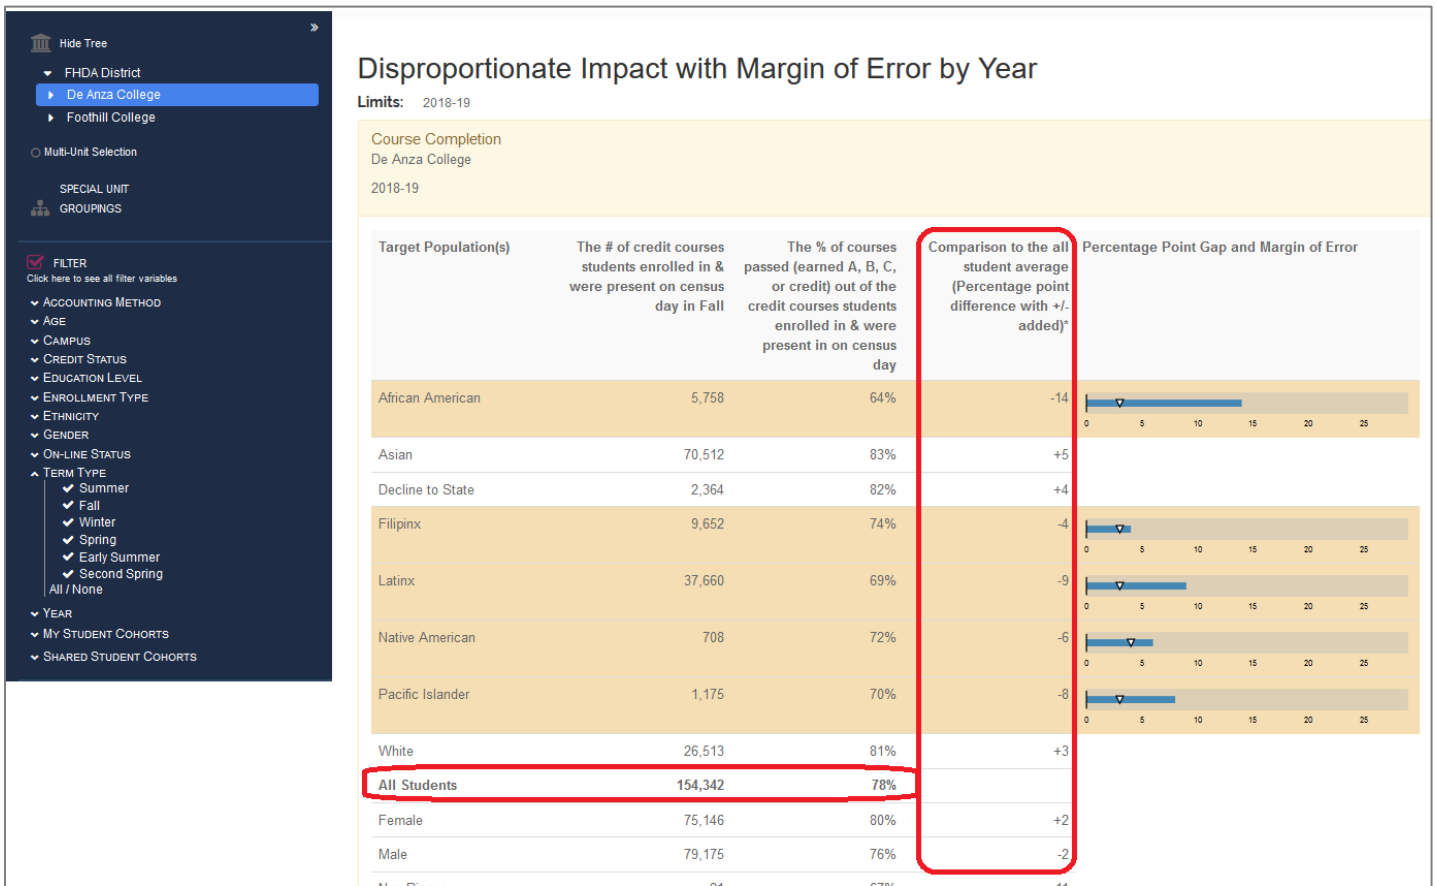 Hide Tree
FHDA District
De Anza College
Foothill College
Multi-Unit Selection
SPECIAL UNIT
GROUPINGS
FILTER
Click here to see all filter variables
ACCOUNTING METHOD
AGE
CAMPUS
CREDIT STATUS
EDUCATION LEVEL
ENROLLMENT TYPE
ETHNICITY
GENDER
ON-LINE STATUS
TERM TYPE
Summer
Fall
Winter
Spring
Early Summer
Second Spring
All / None
YEAR
MY STUDENT COHORTS
SHARED STUDENT COHORTS
Disproportionate Impact with Margin of Error by Year
Limits: 2018-19
Course Completion
De Anza College
2018-19
Target Population(s)
The # of credit courses
students enrolled in &
were present on census
day in Fall
The % of courses
passed (earned A, B, C,
or credit) out of the
credit courses students
enrolled in & were
present in on census
day
Comparison to the all
student average
(Percentage point
difference with +/-
added)*
Percentage Point Gap and Margin of Error
African American 5,758 64% -14
0 5 10 15 20 25
Asian 70,512 83% +5
Decline to State 2,364 82% +4
Filipinx 9,652 74% -4
0 5 10 15 20 25
Latinx 37,660 69% -9
0 5 10 15 20 25
Native American 708 72% -6
0 5 10 15 20 25
Pacific Islander 1,175 70% -8
0 5 10 15 20 25
White 26,513 81% +3
All Students 154,342 78%
Female 75,146 80% +2
Male 79,175 76% -2